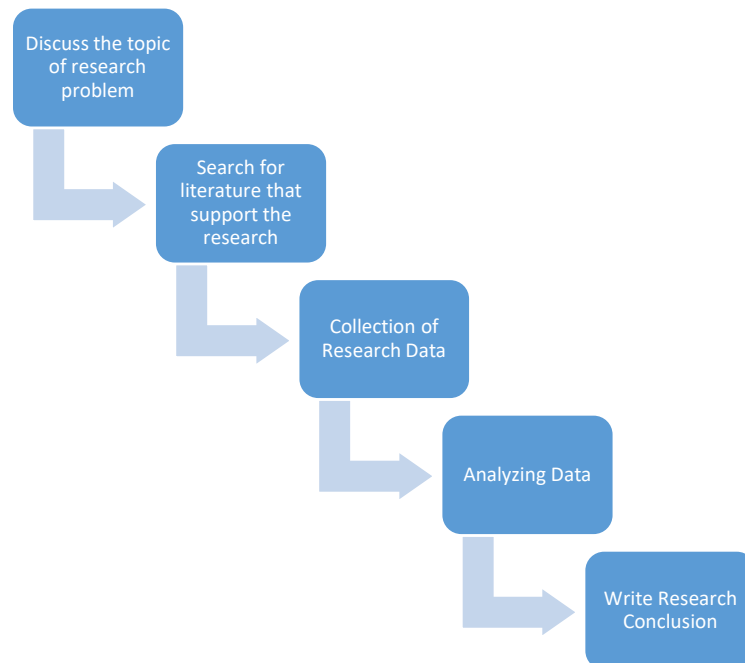 Discuss the topic
of research
problem
Search for
literature that
support the
research
Collection of
Research Data
Analyzing Data
Write Research
Conclusion